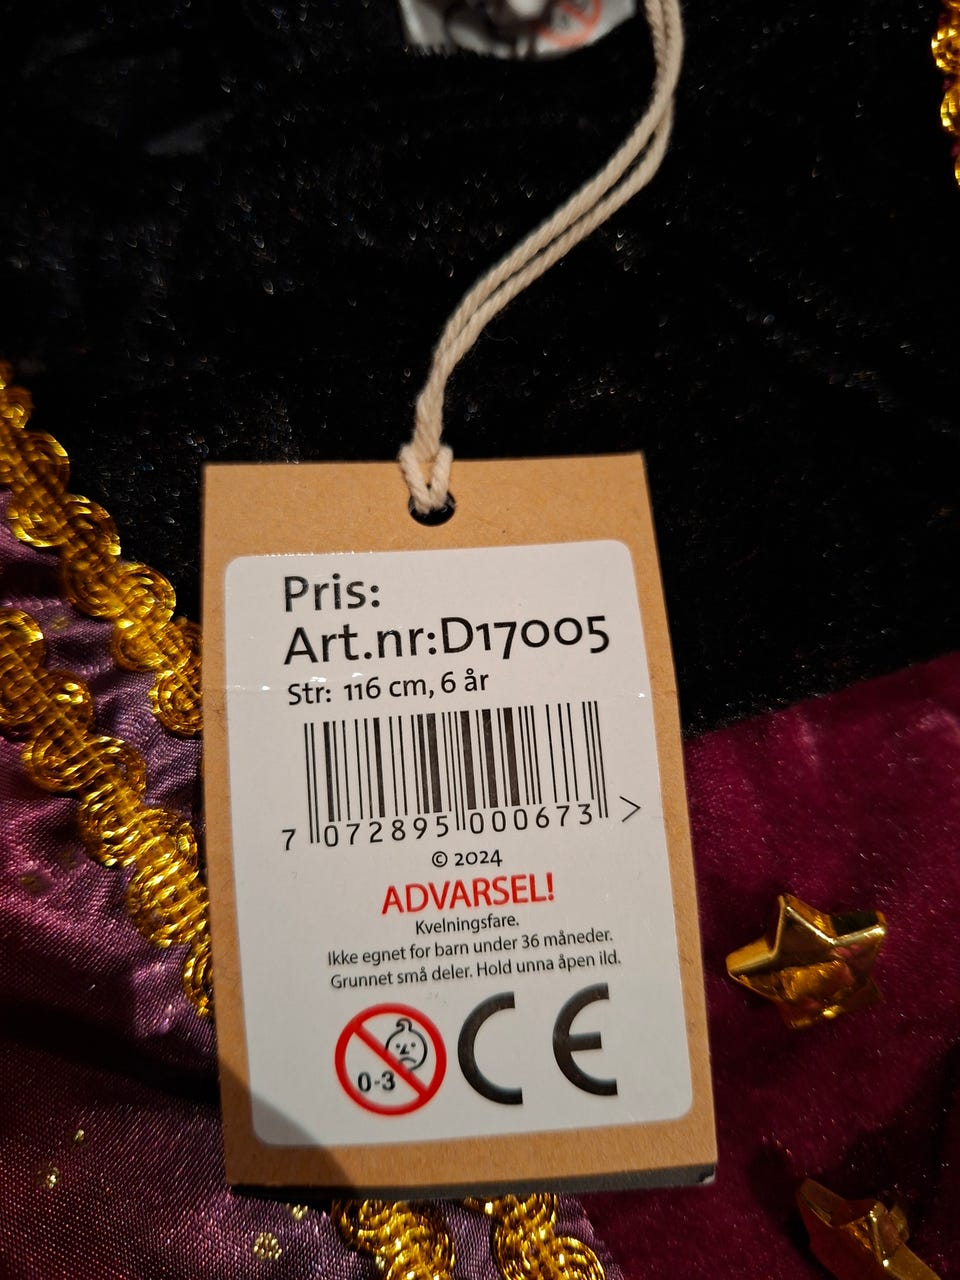 Pris:
Art.nr:D17005
Str: 116 cm, 6 år
7 072895 000673 >
© 2024
ADVARSEL!
Kvelningsfare.
Ikke egnet for barn under 36 måneder.
Grunnet små deler. Hold unna åpen ild.
0-3
CE